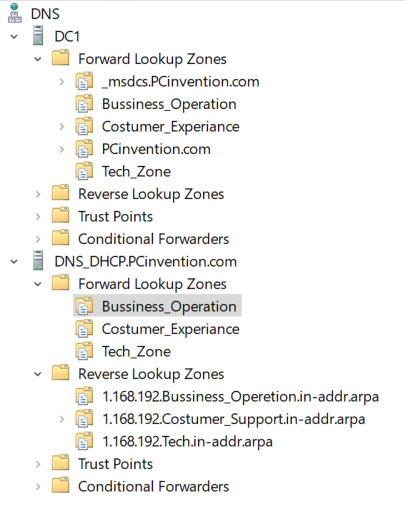 DNS
DC1
Forward Lookup Zones
_msdcs.PCinvention.com
Bussiness_Operation
Costumer_Experiance
PCinvention.com
Tech_Zone
Reverse Lookup Zones
Trust Points
Conditional Forwarders
DNS_DHCP.PCinvention.com
Forward Lookup Zones
Bussiness_Operation
Costumer_Experiance
Tech_Zone
Reverse Lookup Zones
1.168.192.Bussiness_Operetion.in-addr.arpa
1.168.192.Costumer_Support.in-addr.arpa
1.168.192.Tech.in-addr.arpa
Trust Points
Conditional Forwarders